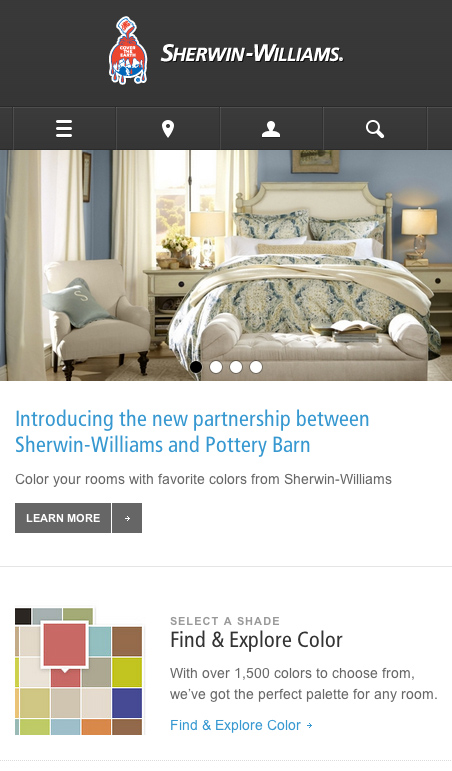 COVER THE EARTH
SHERWIN-WILLIAMS.
Introducing the new partnership between
Sherwin-Williams and Pottery Barn
Color your rooms with favorite colors from Sherwin-Williams
LEARN MORE →
SELECT A SHADE
Find & Explore Color
With over 1,500 colors to choose from,
we've got the perfect palette for any room.
Find & Explore Color →